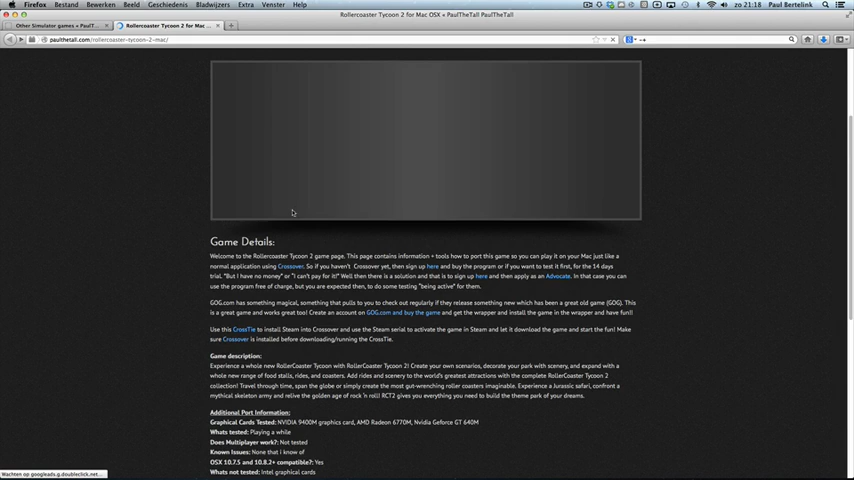 Firefox Bestand Bewerken Beeld Geschiedenis Bladwijzers Extra Venster Help zo 21:18 Paul Bertelink
Rollercoaster Tycoon 2 for Mac OSX « PaulTheTall PaulTheTall
Other Simulator games « PaulT... Rollercoaster Tycoon 2 for Mac ...
paulthetall.com/rollercoaster-tycoon-2-mac/
Game Details:
Welcome to the Rollercoaster Tycoon 2 game page. This page contains information + tools how to port this game so you can play it on your Mac just like a
normal application using Crossover. So if you haven't Crossover yet, then sign up here and buy the program or if you want to test it first, for the 14 days
trial. "But I have no money" or "I can't pay for it!" Well then there is a solution and that is to sign up here and then apply as an Advocate. In that case you can
use the program free of charge, but you are expected then, to do some testing "being active" for them.
GOG.com has something magical, something that pulls to you to check out regularly if they release something new which has been a great old game (GOG). This
is a great game and works great too! Create an account on GOG.com and buy the game and get the wrapper and install the game in the wrapper and have fun!!
Use this CrossTie to install Steam into Crossover and use the Steam serial to activate the game in Steam and let it download the game and start the fun! Make
sure Crossover is installed before downloading/running the CrossTie.
Game description:
Experience a whole new RollerCoaster Tycoon with RollerCoaster Tycoon 2! Create your own scenarios, decorate your park with scenery, and expand with a
whole new range of food stalls, rides, and coasters. Add rides and scenery to the world's greatest attractions with the complete RollerCoaster Tycoon 2
collection! Travel through time, span the globe or simply create the most gut-wrenching roller coasters imaginable. Experience a Jurassic safari, confront a
mythical skeleton army and relive the golden age of rock 'n roll! RCT2 gives you everything you need to build the theme park of your dreams.
Additional Port Information:
Graphical Cards Tested: NVIDIA 9400M graphics card, AMD Radeon 6770M, Nvidia Geforce GT 640M
Whats tested: Playing a while
Does Multiplayer work?: Not tested
Known Issues: None that i know of
OSX 10.7.5 and 10.8.2+ compatible?: Yes
Whats not tested: Intel graphical cards
Wachten op googleads.g.doubleclick.net...